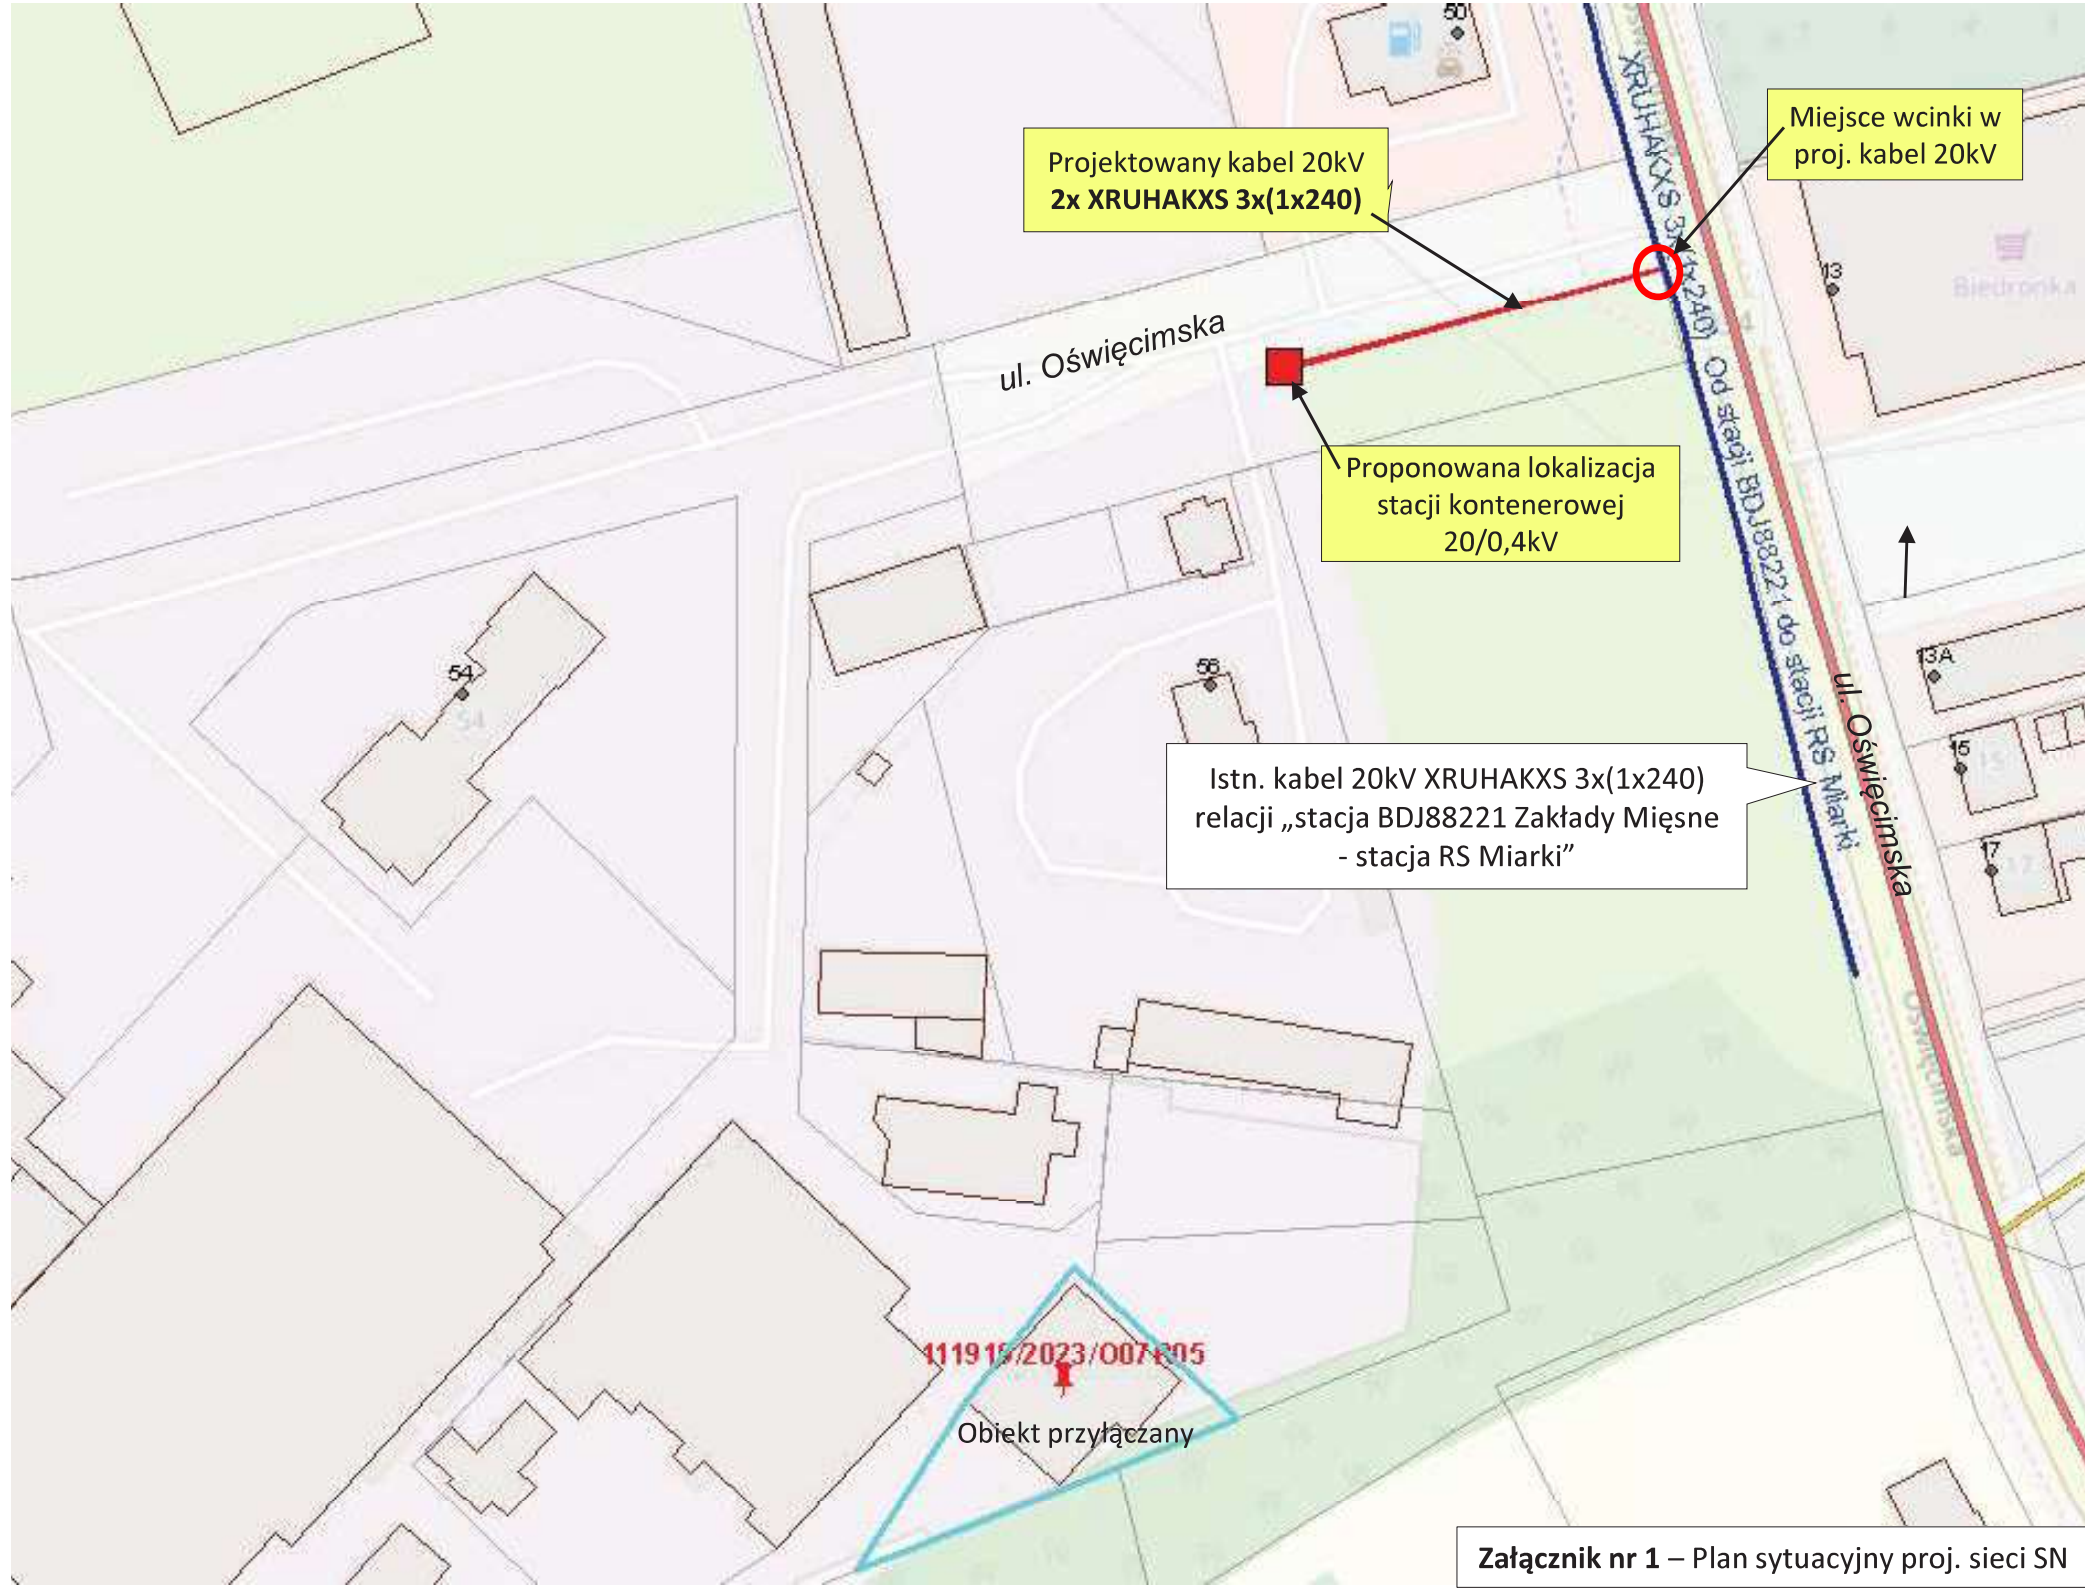 50
Miejsce wcinki w
proj. kabel 20kV
Projektowany kabel 20kV
2x XRUHAKXS 3x(1x240)
XRUHAKXS 3x(1x240) Od stacji BDJ88221 do stacji RS Miarki
13
Biedronka
ul. Oświęcimska
Proponowana lokalizacja
stacji kontenerowej
20/0,4kV
54
54
56
13A
ul. Oświęcimska
15
15
Istn. kabel 20kV XRUHAKXS 3x(1x240)
relacji „stacja BDJ88221 Zakłady Mięsne
- stacja RS Miarki”
17
17
Oświęcimska
Obiekt przyłączany
Załącznik nr 1 – Plan sytuacyjny proj. sieci SN